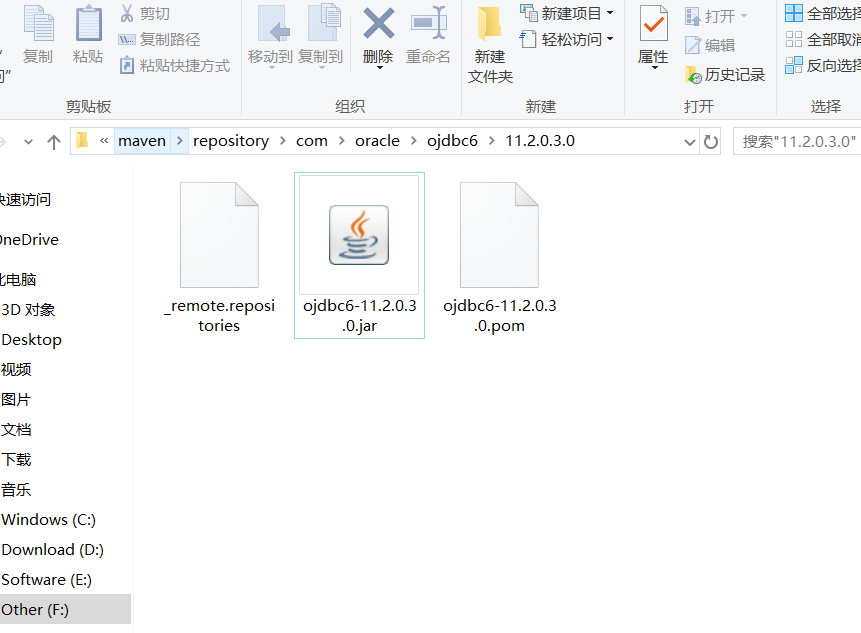 复制
粘贴
剪切
复制路径
粘贴快捷方式
剪贴板
移动到
复制到
删除
重命名
组织
新建
文件夹
新建项目
轻松访问
新建
属性
打开
编辑
历史记录
打开
全部选择
全部取消
反向选择
选择
« maven > repository > com > oracle > ojdbc6 > 11.2.0.3.0
搜索"11.2.0.3.0"
快速访问
OneDrive
此电脑
3D 对象
Desktop
视频
图片
文档
下载
音乐
Windows (C:)
Download (D:)
Software (E:)
Other (F:)
_remote.reposi
tories
ojdbc6-11.2.0.3
.0.jar
ojdbc6-11.2.0.3
.0.pom